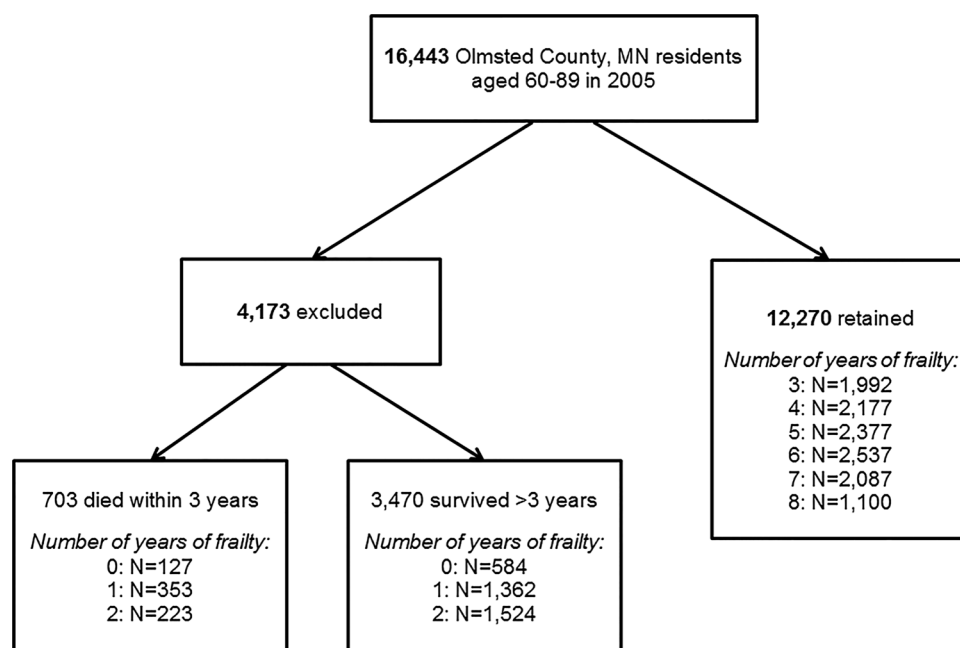 16,443 Olmsted County, MN residents
aged 60-89 in 2005
4,173 excluded
12,270 retained
Number of years of frailty:
3: N=1,992
4: N=2,177
5: N=2,377
6: N=2,537
7: N=2,087
8: N=1,100
703 died within 3 years
Number of years of frailty:
0: N=127
1: N=353
2: N=223
3,470 survived >3 years
Number of years of frailty:
0: N=584
1: N=1,362
2: N=1,524